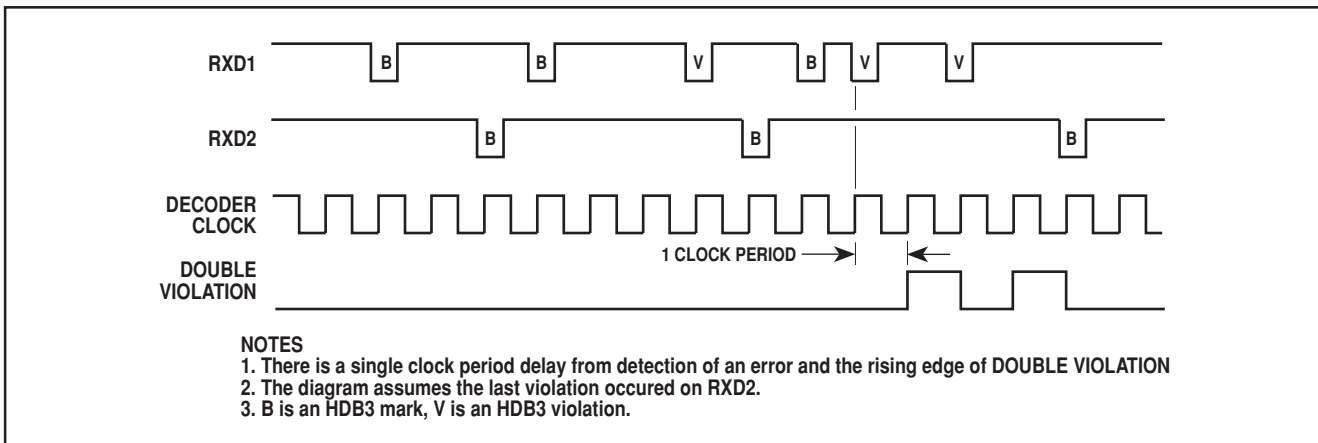 RXD1
B B V B V V
RXD2
B B B
DECODER
CLOCK
1 CLOCK PERIOD
DOUBLE
VIOLATION
NOTES
1. There is a single clock period delay from detection of an error and the rising edge of DOUBLE VIOLATION
2. The diagram assumes the last violation occured on RXD2.
3. B is an HDB3 mark, V is an HDB3 violation.